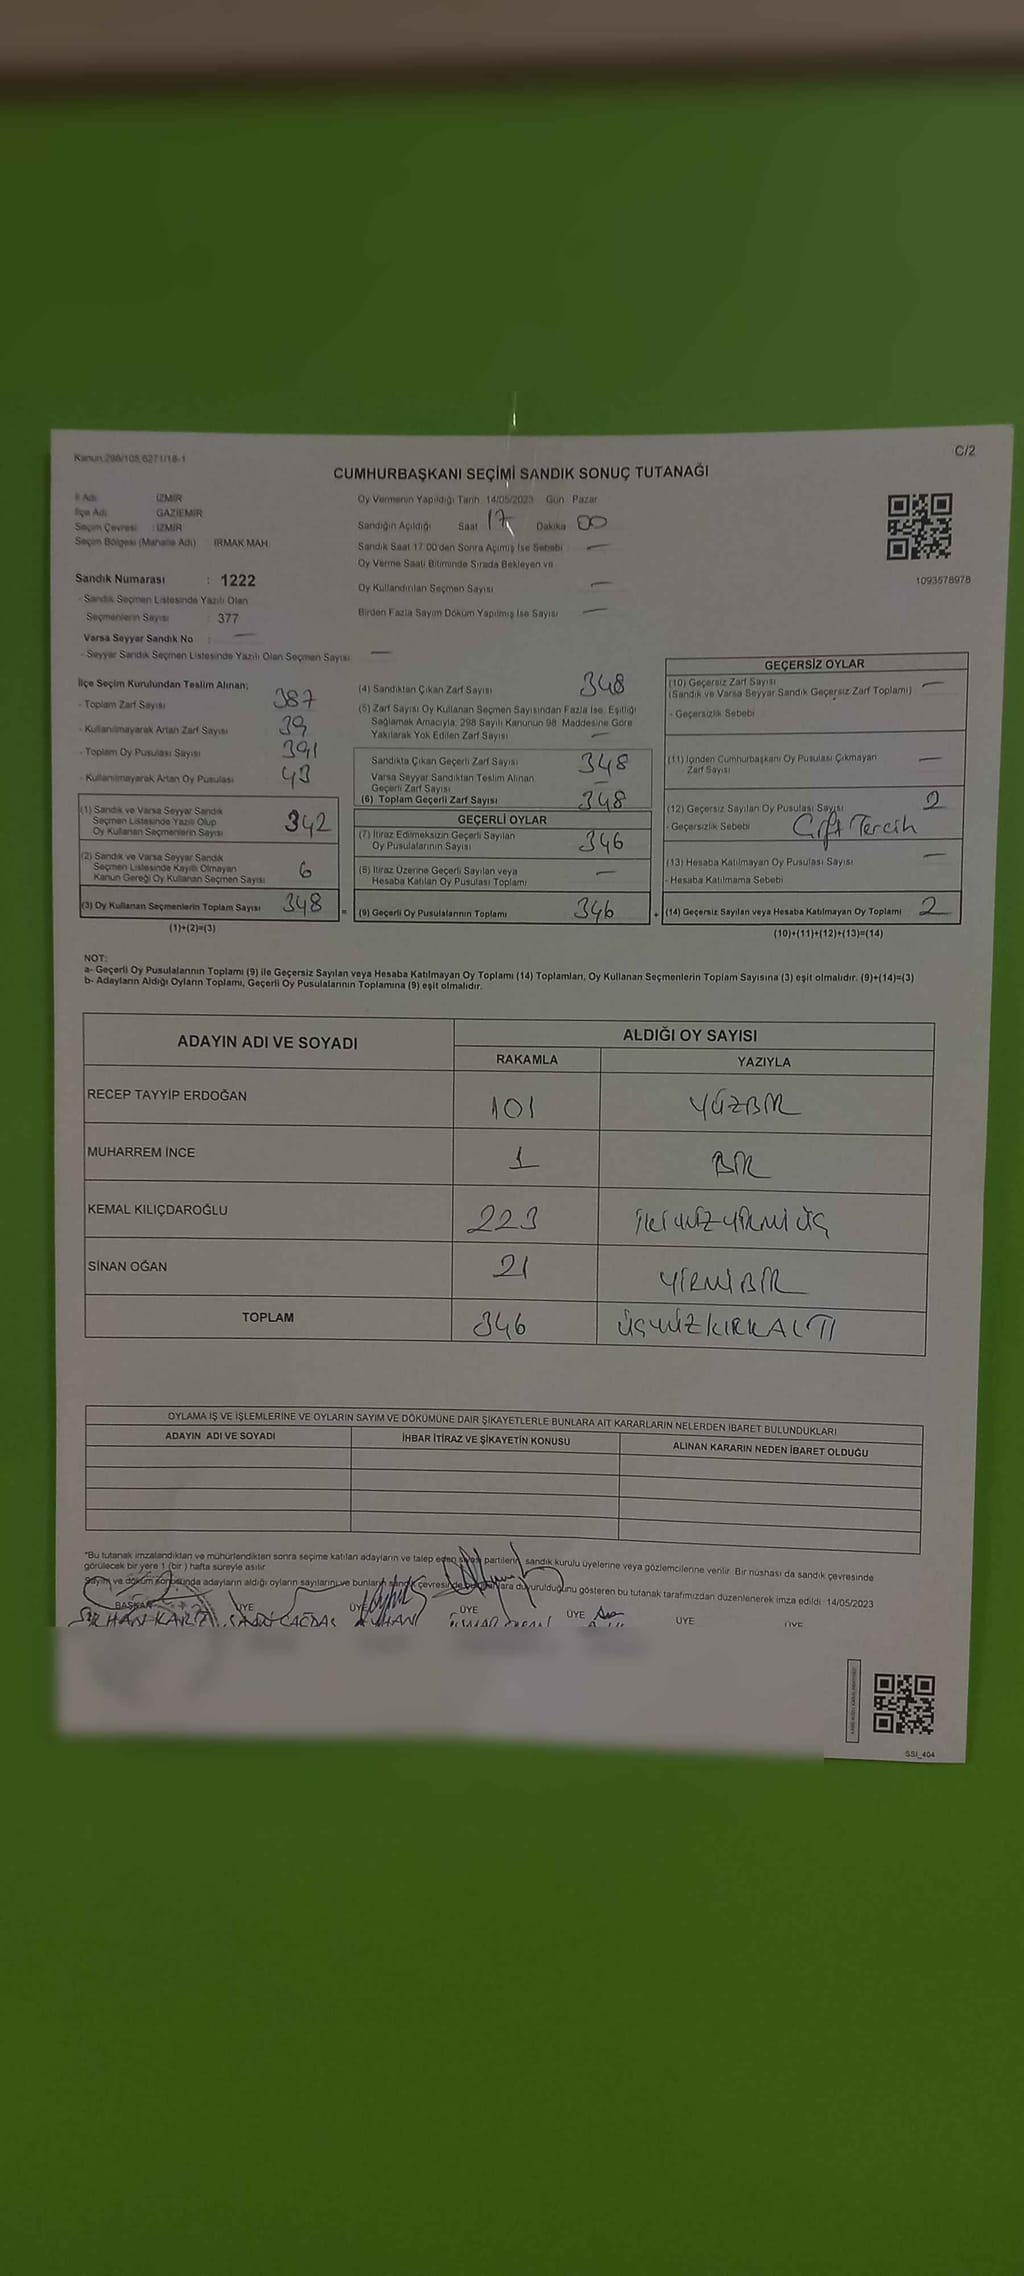 Kanun 298/105,6271/18-1
C/2
CUMHURBAŞKANI SEÇİMİ SANDIK SONUÇ TUTANAĞI
İl Adı İZMİR
İlçe Adı GAZİEMİR
Seçim Çevresi : İZMİR
Seçim Bölgesi (Mahalle Adı) : IRMAK MAH.
Sandık Numarası : 1222
- Sandık Seçmen Listesinde Yazılı Olan
Seçmenlerin Sayısı : 377
Varsa Seyyar Sandık No : —
- Seyyar Sandık Seçmen Listesinde Yazılı Olan Seçmen Sayısı —
Oy Vermenin Yapıldığı Tarih 14/05/2023 Gün Pazar
Sandığın Açıldığı Saat 17 Dakika 00
Sandık Saat 17:00'den Sonra Açılmış İse Sebebi —
Oy Verme Saati Bitiminde Sırada Bekleyen ve
Oy Kullandırılan Seçmen Sayısı —
Birden Fazla Sayım Döküm Yapılmış İse Sayısı —
1093578978
İlçe Seçim Kurulundan Teslim Alınan;
- Toplam Zarf Sayısı 387
- Kullanılmayarak Artan Zarf Sayısı 39
- Toplam Oy Pusulası Sayısı 391
- Kullanılmayarak Artan Oy Pusulası 43
(1) Sandık ve Varsa Seyyar Sandık
Seçmen Listesinde Yazılı Olup
Oy Kullanan Seçmenlerin Sayısı 342
(2) Sandık ve Varsa Seyyar Sandık
Seçmen Listesinde Kayıtlı Olmayan
Kanun Gereği Oy Kullanan Seçmen Sayısı 6
(3) Oy Kullanan Seçmenlerin Toplam Sayısı 348
(1)+(2)=(3)
(4) Sandıktan Çıkan Zarf Sayısı 348
(5) Zarf Sayısı Oy Kullanan Seçmen Sayısından Fazla İse, Eşitliği
Sağlamak Amacıyla, 298 Sayılı Kanunun 98. Maddesine Göre
Yakılarak Yok Edilen Zarf Sayısı —
Sandıkta Çıkan Geçerli Zarf Sayısı 348
Varsa Seyyar Sandıktan Teslim Alınan
Geçerli Zarf Sayısı —
(6) Toplam Geçerli Zarf Sayısı 348
GEÇERLİ OYLAR
(7) İtiraz Edilmeksizin Geçerli Sayılan
Oy Pusulalarının Sayısı 346
(8) İtiraz Üzerine Geçerli Sayılan veya
Hesaba Katılan Oy Pusulası Toplamı —
= (9) Geçerli Oy Pusulalarının Toplamı 346
GEÇERSİZ OYLAR
(10) Geçersiz Zarf Sayısı —
(Sandık ve Varsa Seyyar Sandık Geçersiz Zarf Toplamı)
- Geçersizlik Sebebi
(11) İçinden Cumhurbaşkanı Oy Pusulası Çıkmayan
Zarf Sayısı —
(12) Geçersiz Sayılan Oy Pusulası Sayısı 2
- Geçersizlik Sebebi Çift Tercih
(13) Hesaba Katılmayan Oy Pusulası Sayısı —
- Hesaba Katılmama Sebebi
+ (14) Geçersiz Sayılan veya Hesaba Katılmayan Oy Toplamı 2
(10)+(11)+(12)+(13)=(14)
NOT:
a- Geçerli Oy Pusulalarının Toplamı (9) ile Geçersiz Sayılan veya Hesaba Katılmayan Oy Toplamı (14) Toplamları, Oy Kullanan Seçmenlerin Toplam Sayısına (3) eşit olmalıdır. (9)+(14)=(3)
b- Adayların Aldığı Oyların Toplamı, Geçerli Oy Pusulalarının Toplamına (9) eşit olmalıdır.
ADAYIN ADI VE SOYADI ALDIĞI OY SAYISI
RAKAMLA YAZIYLA
RECEP TAYYİP ERDOĞAN 101 YÜZBİR
MUHARREM İNCE 1 BİR
KEMAL KILIÇDAROĞLU 223 İKİYÜZYİRMİÜÇ
SİNAN OĞAN 21 YİRMİBİR
TOPLAM 346 ÜÇYÜZKIRKALTI
OYLAMA İŞ VE İŞLEMLERİNE VE OYLARIN SAYIM VE DÖKÜMÜNE DAİR ŞİKAYETLERLE BUNLARA AİT KARARLARIN NELERDEN İBARET BULUNDUKLARI
ADAYIN ADI VE SOYADI İHBAR İTİRAZ VE ŞİKAYETİN KONUSU ALINAN KARARIN NEDEN İBARET OLDUĞU
*Bu tutanak imzalandıktan ve mühürlendikten sonra seçime katılan adayların ve talep eden siyasi partilerin sandık kurulu üyelerine veya gözlemcilerine verilir. Bir nüshası da sandık çevresinde
görülecek bir yere 1 (bir) hafta süreyle asılır.
Sayım ve döküm sonrasında adayların aldığı oyların sayılarını ve bunların sandık çevresinde duyurulduğunu gösteren bu tutanak tarafımızdan düzenlenerek imza edildi. 14/05/2023
BAŞKAN ÜYE ÜYE ÜYE ÜYE ÜYE ÜYE
SSİ_404